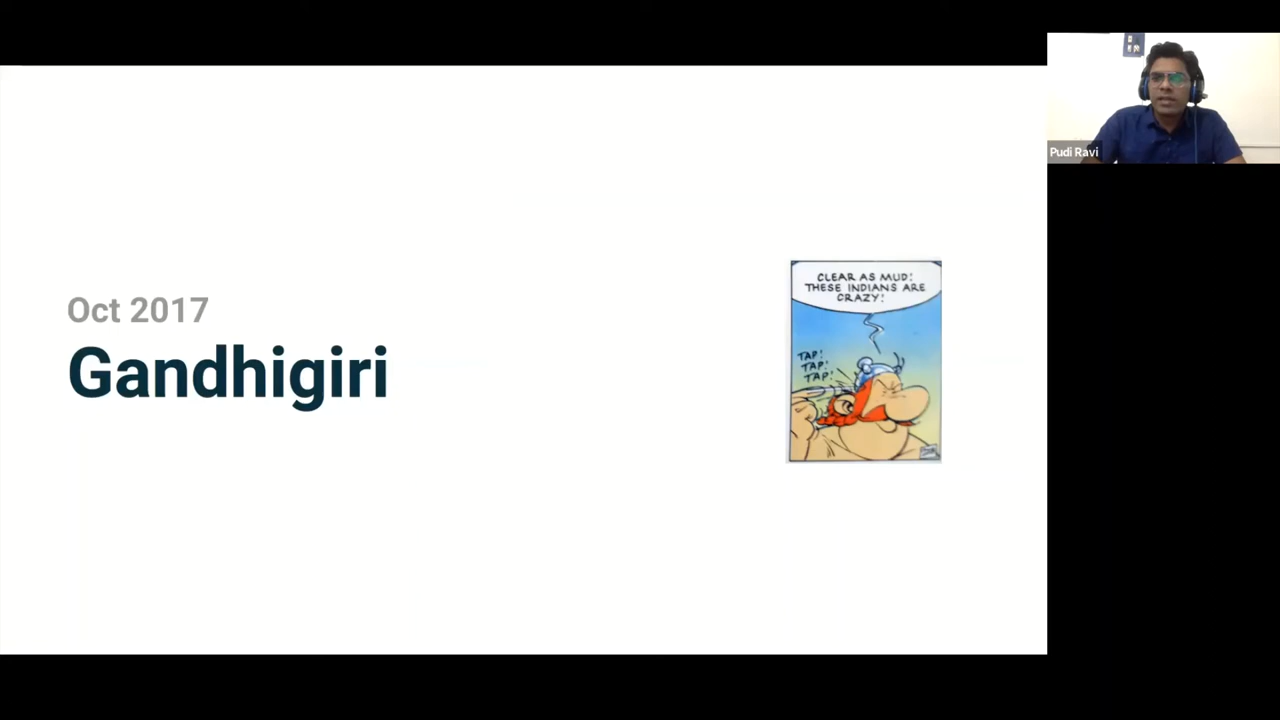 Pudi Ravi
Oct 2017
Gandhigiri
CLEAR AS MUD!
THESE INDIANS ARE
CRAZY!
TAP!
TAP!
TAP!